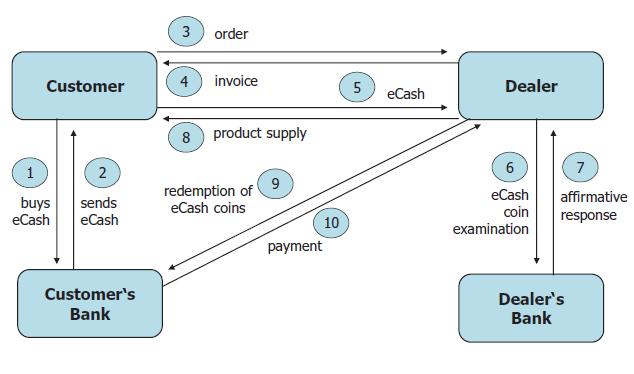 3 order
Customer
Dealer
4 invoice
5 eCash
8 product supply
1
2
buys
eCash
sends
eCash
9
redemption of
eCash coins
10
payment
6
7
eCash
coin
examination
affirmative
response
Customer‘s
Bank
Dealer‘s
Bank